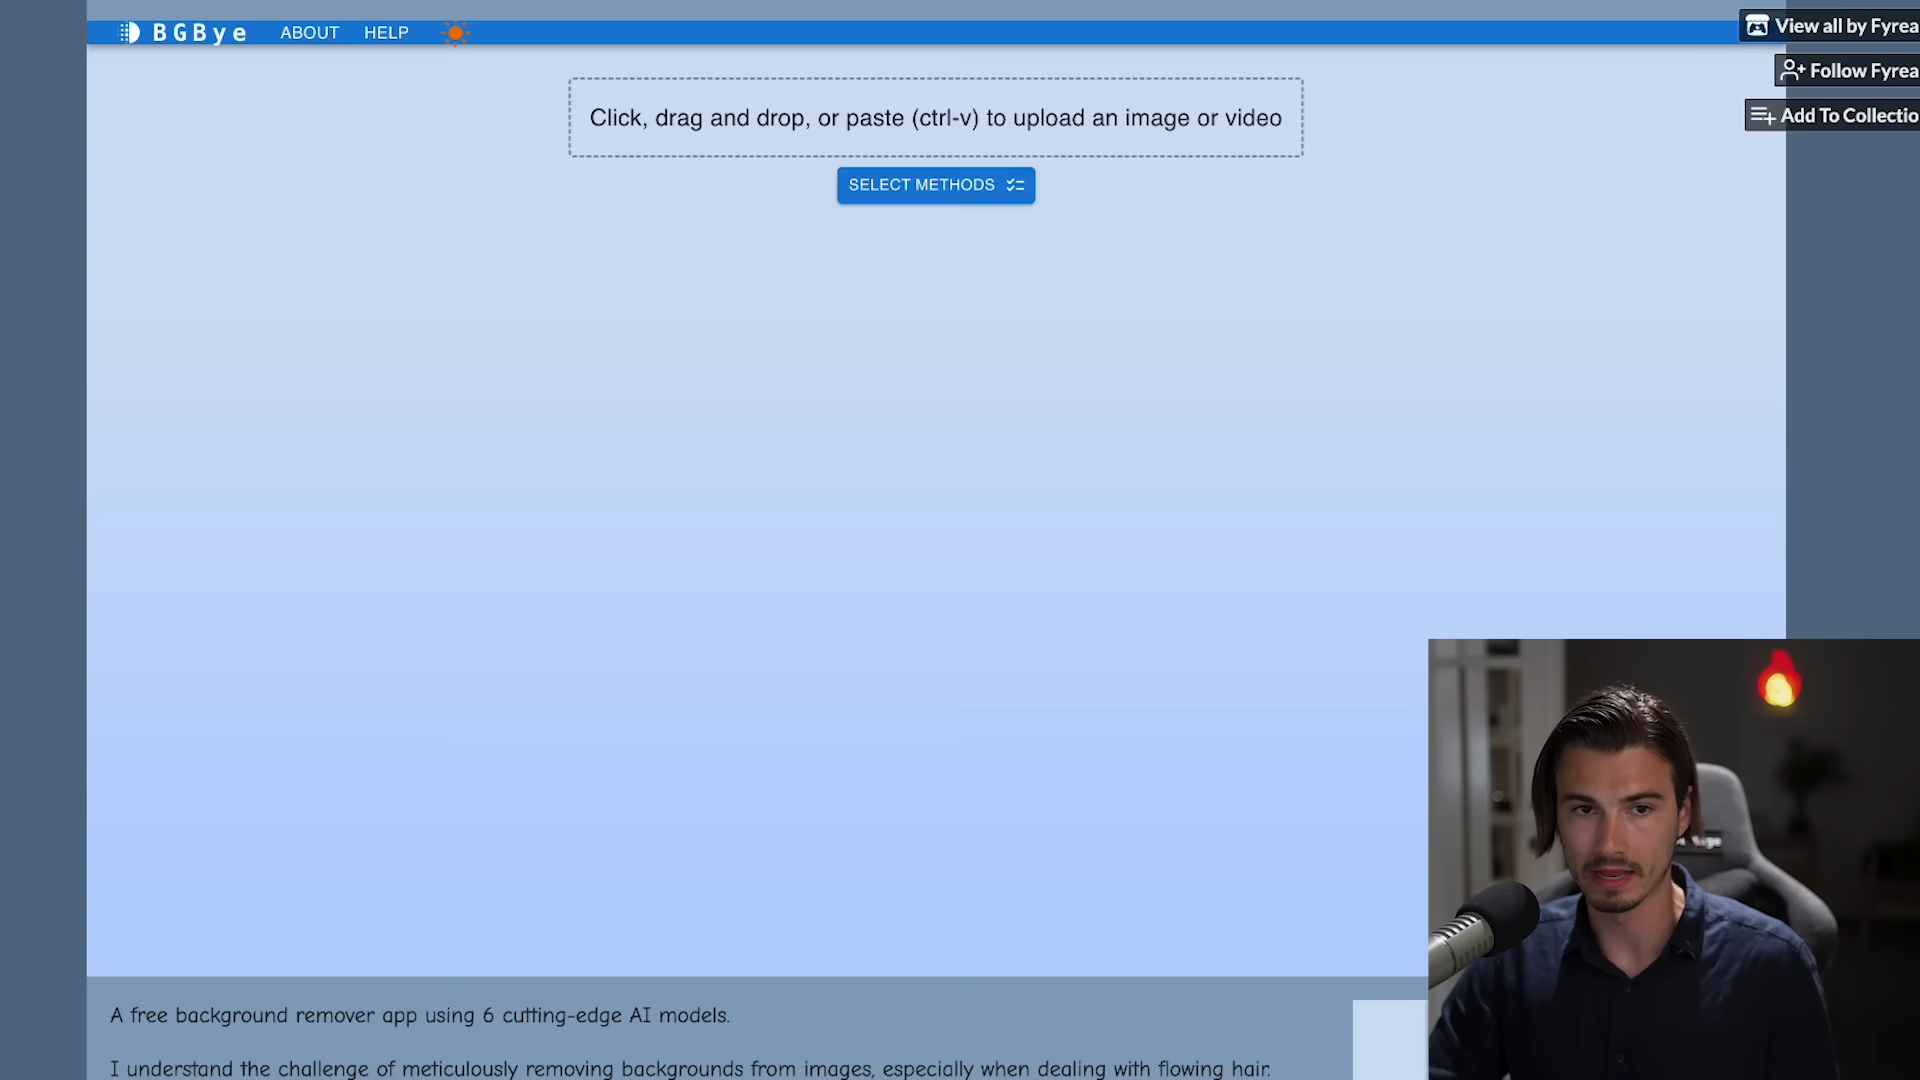 BGBye ABOUT HELP
View all by Fyrea
Follow Fyrea
Add To Collectio
Click, drag and drop, or paste (ctrl-v) to upload an image or video
SELECT METHODS
A free background remover app using 6 cutting-edge AI models.
I understand the challenge of meticulously removing backgrounds from images, especially when dealing with flowing hair.